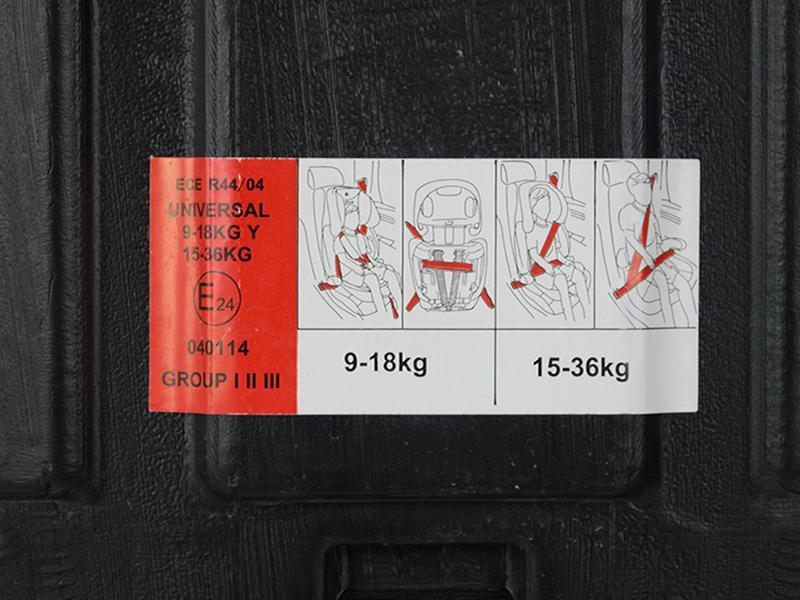 ECE R44/04
UNIVERSAL
9-18KG Y
15-36KG
E24
040114
GROUP I II III
9-18kg
15-36kg